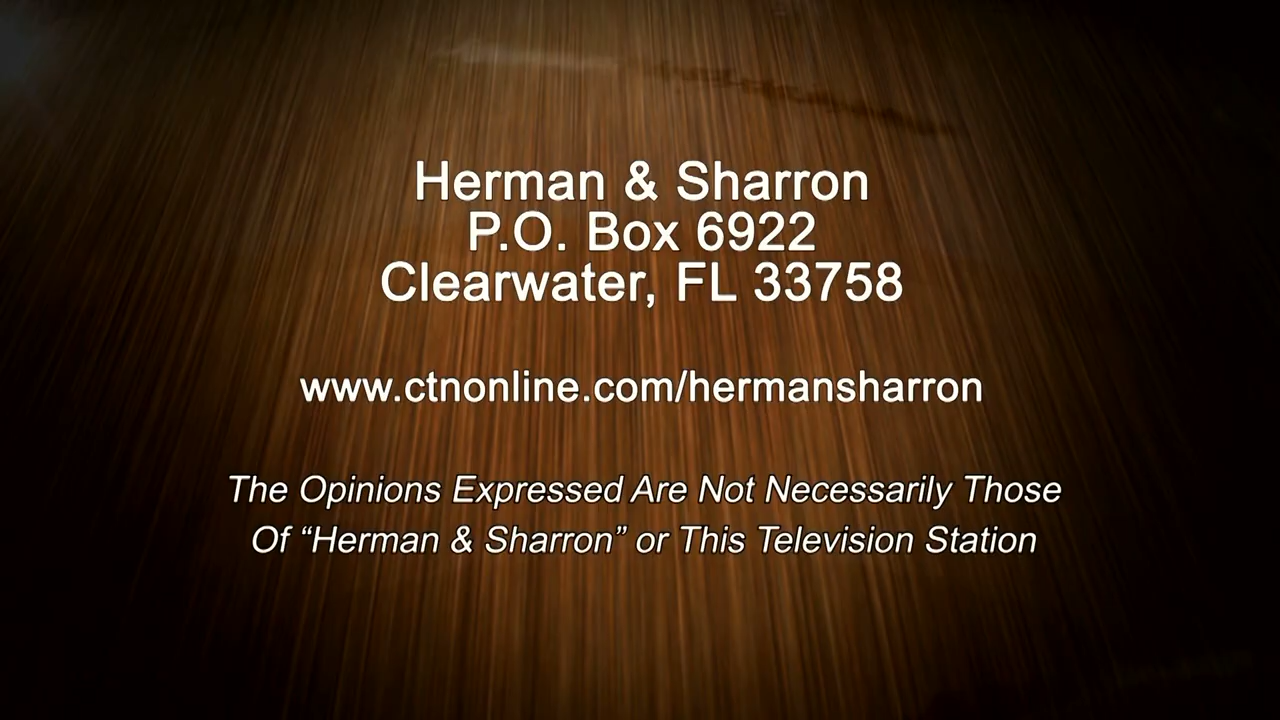 Herman & Sharron
P.O. Box 6922
Clearwater, FL 33758
www.ctnonline.com/hermansharron
The Opinions Expressed Are Not Necessarily Those
Of “Herman & Sharron” or This Television Station